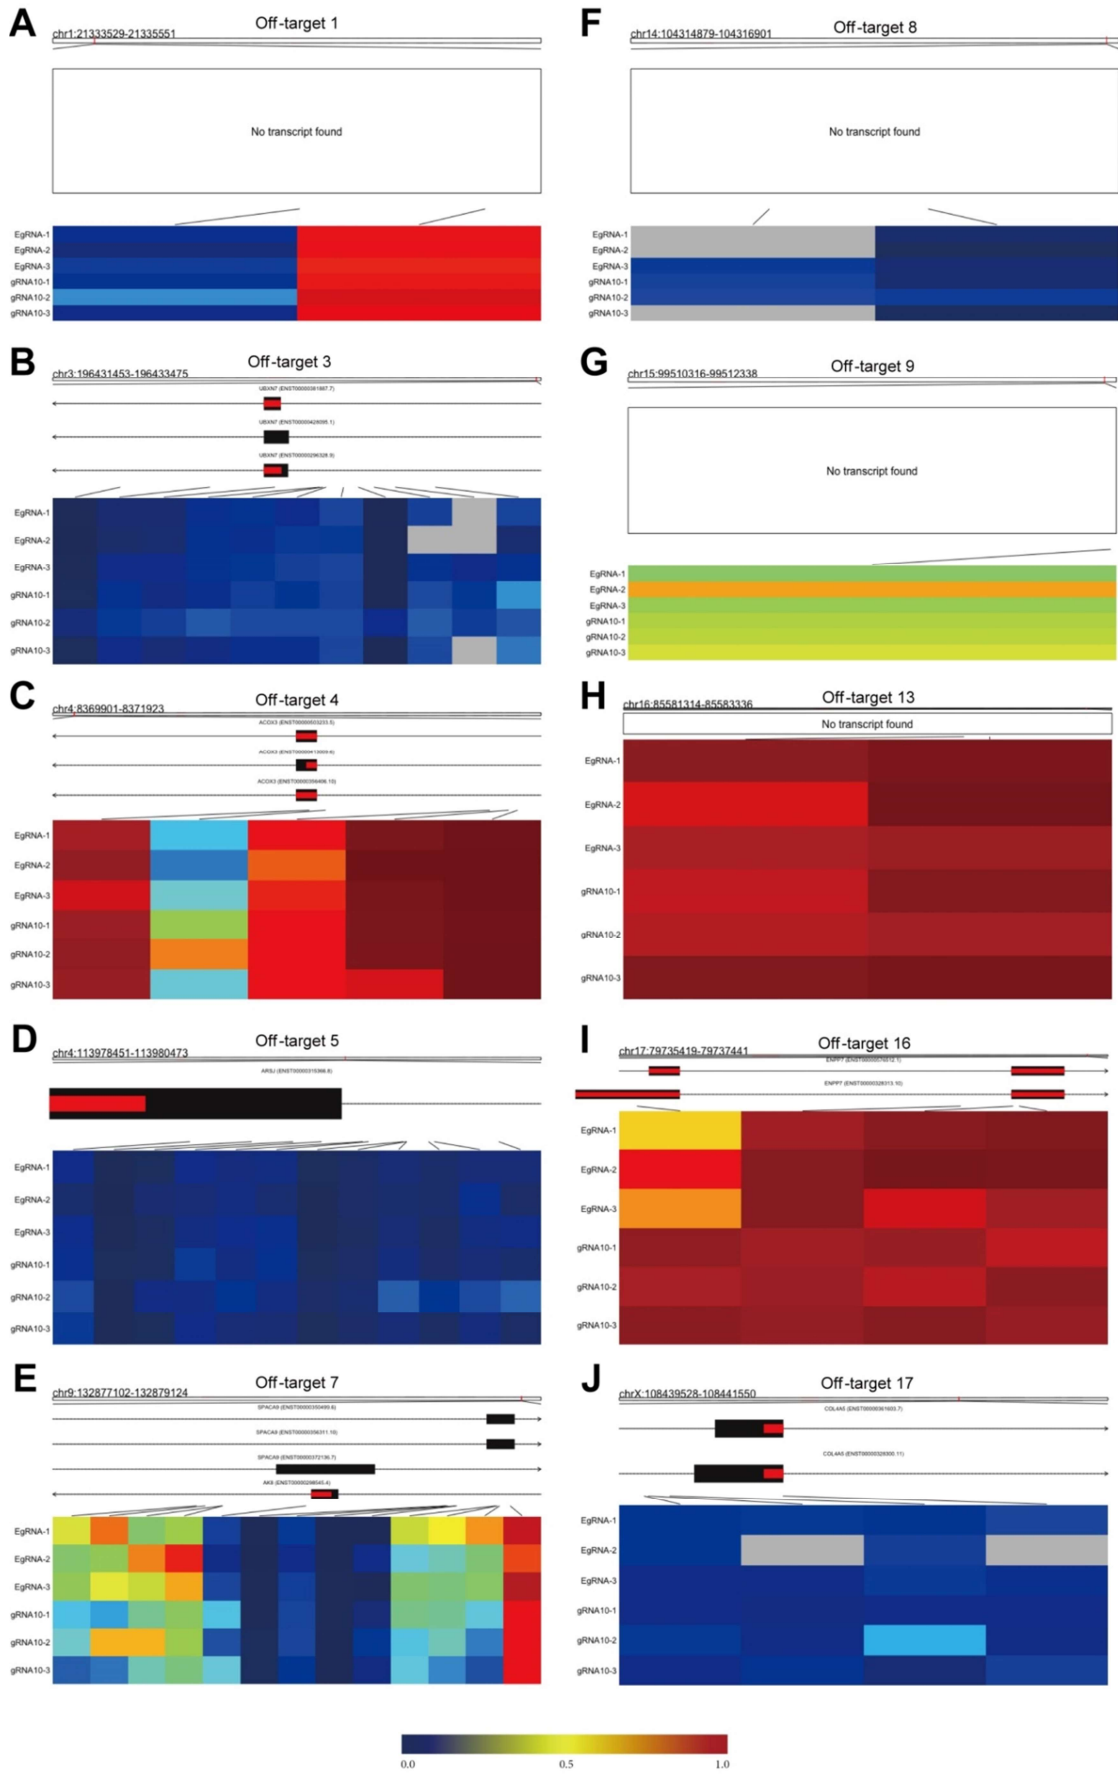 A
Off-target 1
chr1:21333529-21335551
No transcript found
EgRNA-1
EgRNA-2
EgRNA-3
gRNA10-1
gRNA10-2
gRNA10-3
B
Off-target 3
chr3:196431453-196433475
EgRNA-1
EgRNA-2
EgRNA-3
gRNA10-1
gRNA10-2
gRNA10-3
C
Off-target 4
chr4:8369901-8371923
EgRNA-1
EgRNA-2
EgRNA-3
gRNA10-1
gRNA10-2
gRNA10-3
D
Off-target 5
chr4:113978451-113980473
EgRNA-1
EgRNA-2
EgRNA-3
gRNA10-1
gRNA10-2
gRNA10-3
E
Off-target 7
chr9:132877102-132879124
EgRNA-1
EgRNA-2
EgRNA-3
gRNA10-1
gRNA10-2
gRNA10-3
F
Off-target 8
chr14:104314879-104316901
No transcript found
EgRNA-1
EgRNA-2
EgRNA-3
gRNA10-1
gRNA10-2
gRNA10-3
G
Off-target 9
chr15:99510316-99512338
No transcript found
EgRNA-1
EgRNA-2
EgRNA-3
gRNA10-1
gRNA10-2
gRNA10-3
H
Off-target 13
chr16:85581314-85583336
No transcript found
EgRNA-1
EgRNA-2
EgRNA-3
gRNA10-1
gRNA10-2
gRNA10-3
I
Off-target 16
chr17:79735419-79737441
EgRNA-1
EgRNA-2
EgRNA-3
gRNA10-1
gRNA10-2
gRNA10-3
J
Off-target 17
chrX:108439528-108441550
EgRNA-1
EgRNA-2
EgRNA-3
gRNA10-1
gRNA10-2
gRNA10-3
0.0
0.5
1.0